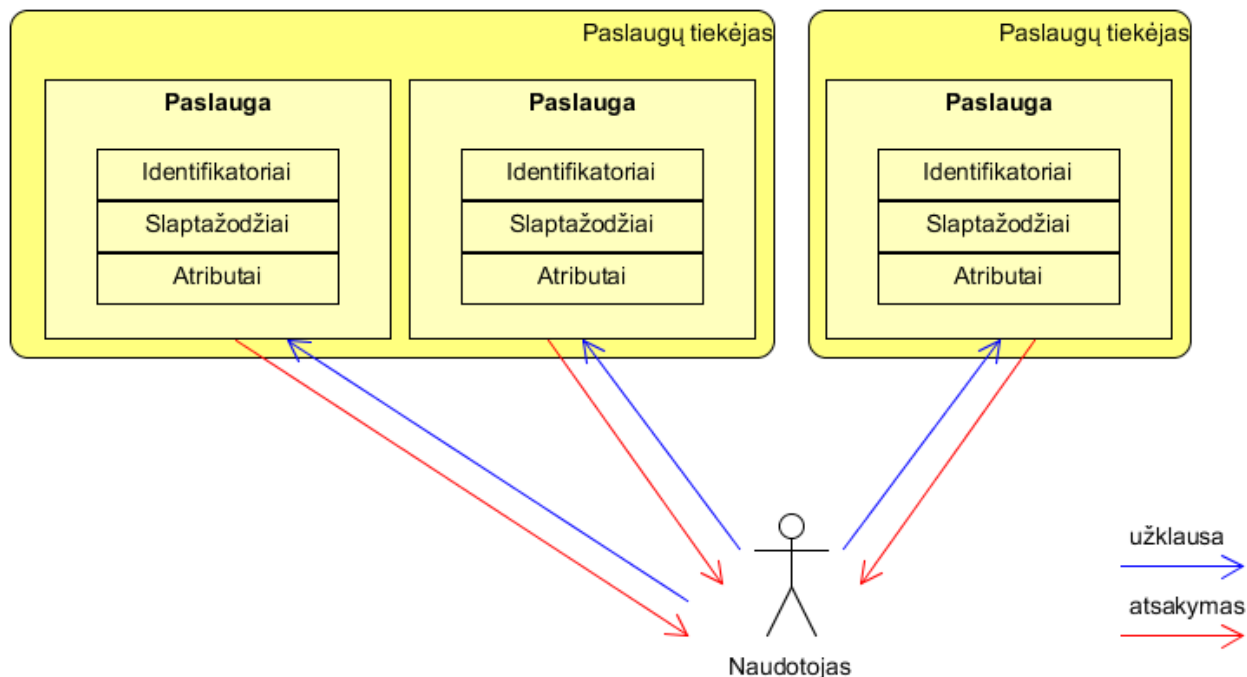 Paslaugų tiekėjas
Paslauga
Identifikatoriai
Slaptažodžiai
Atributai
Paslauga
Identifikatoriai
Slaptažodžiai
Atributai
Paslaugų tiekėjas
Paslauga
Identifikatoriai
Slaptažodžiai
Atributai
Naudotojas
užklausa
atsakymas